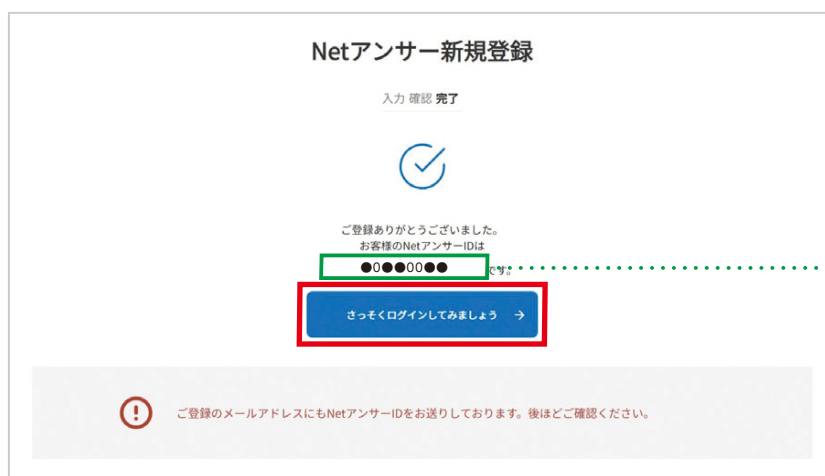 Netアンサー新規登録
入力 確認 完了
ご登録ありがとうございました。
お客様のNetアンサーIDは
●0●●00●● です。
さっそくログインしてみましょう →
ご登録のメールアドレスにもNetアンサーIDをお送りしております。後ほどご確認ください。